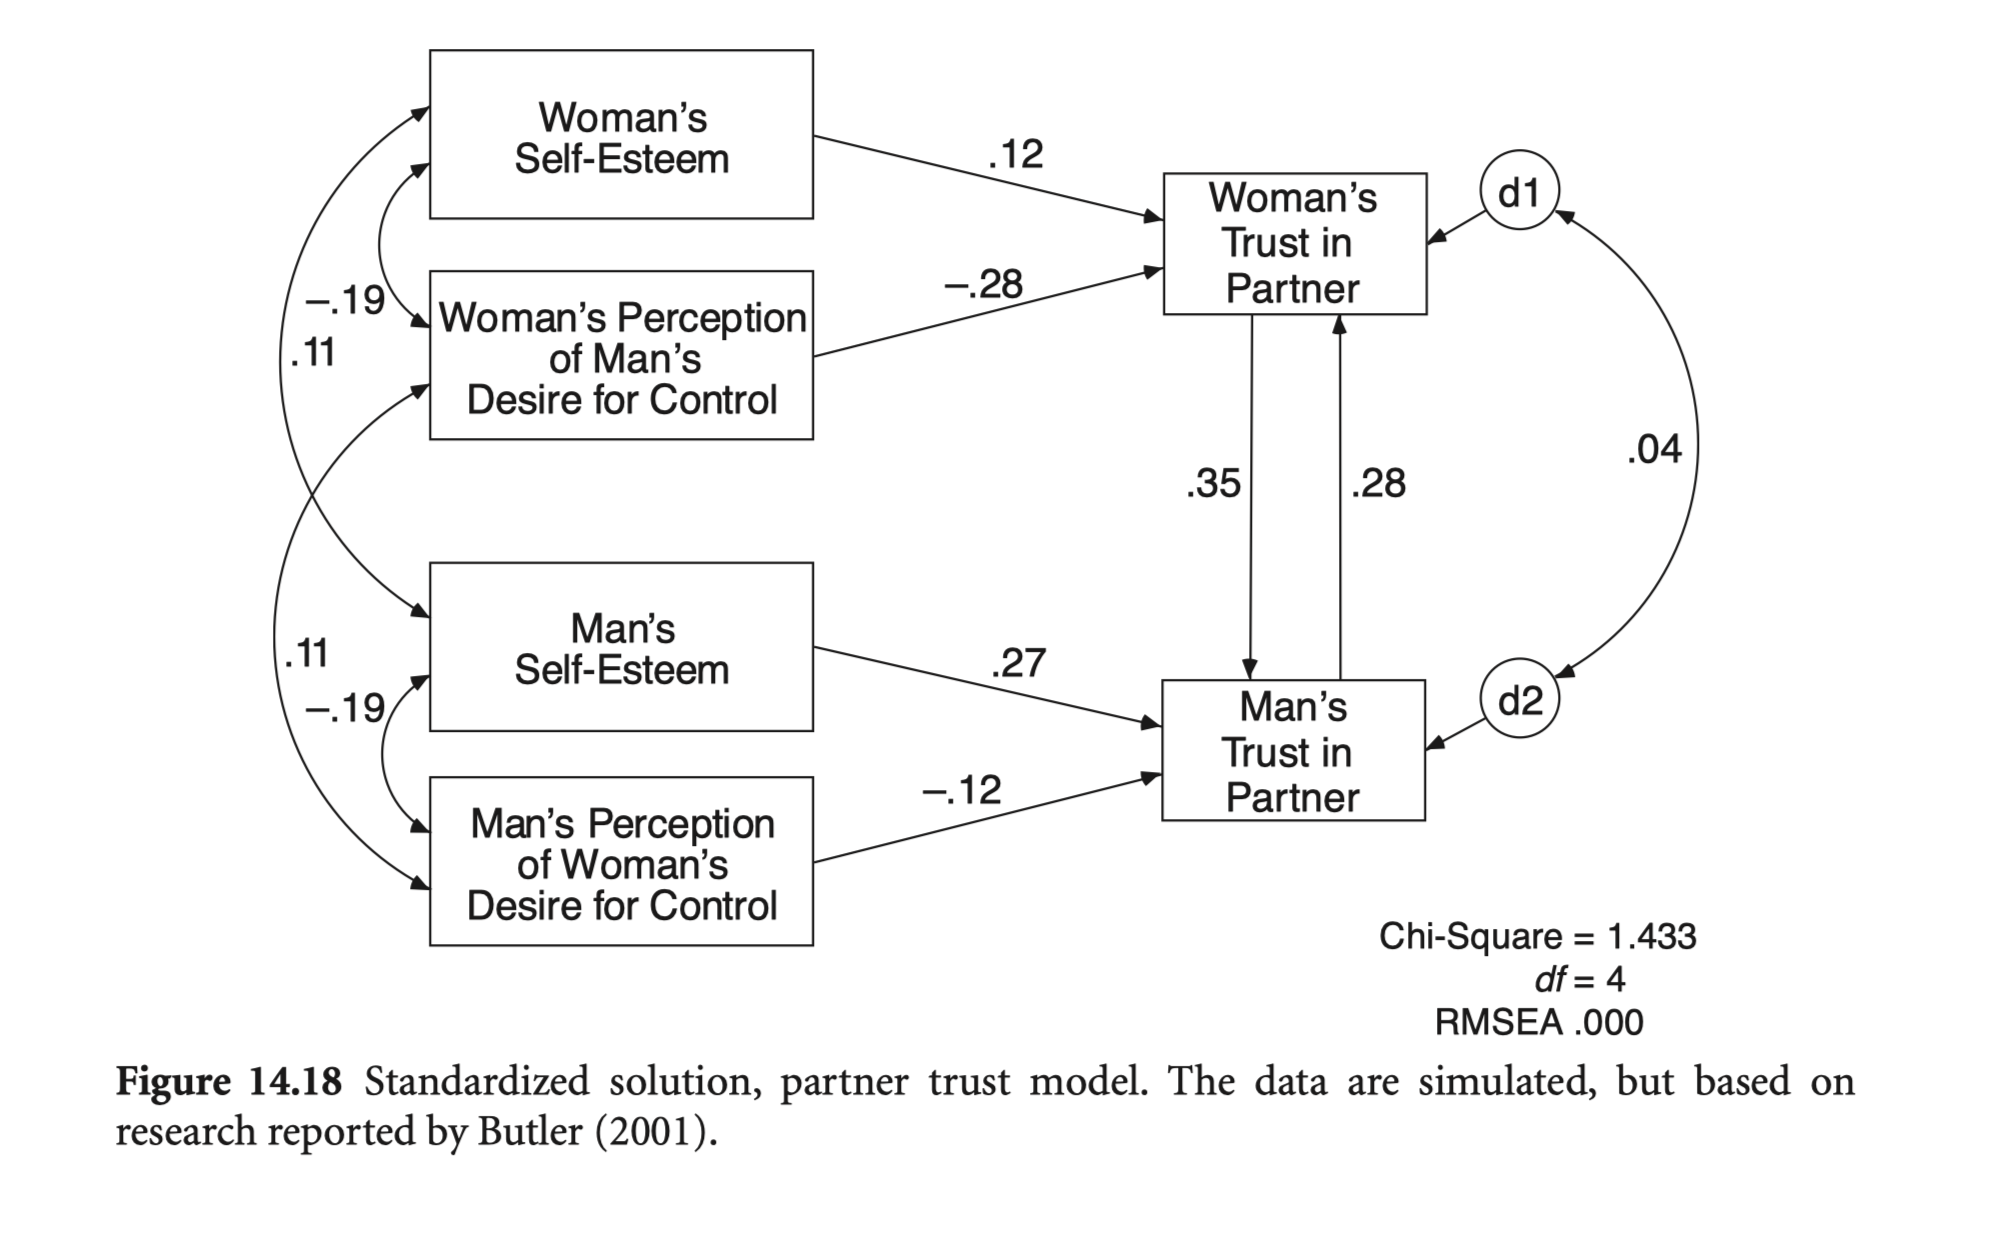 Woman's
Self-Esteem
.12
Woman's
Trust in
Partner
d1
–.19
.11
Woman's Perception
of Man's
Desire for Control
–.28
.35
.28
.04
Man's
Self-Esteem
.27
.11
–.19
Man's
Trust in
Partner
d2
Man's Perception
of Woman's
Desire for Control
–.12
Chi-Square = 1.433
df = 4
RMSEA .000
Figure 14.18 Standardized solution, partner trust model. The data are simulated, but based on
research reported by Butler (2001).